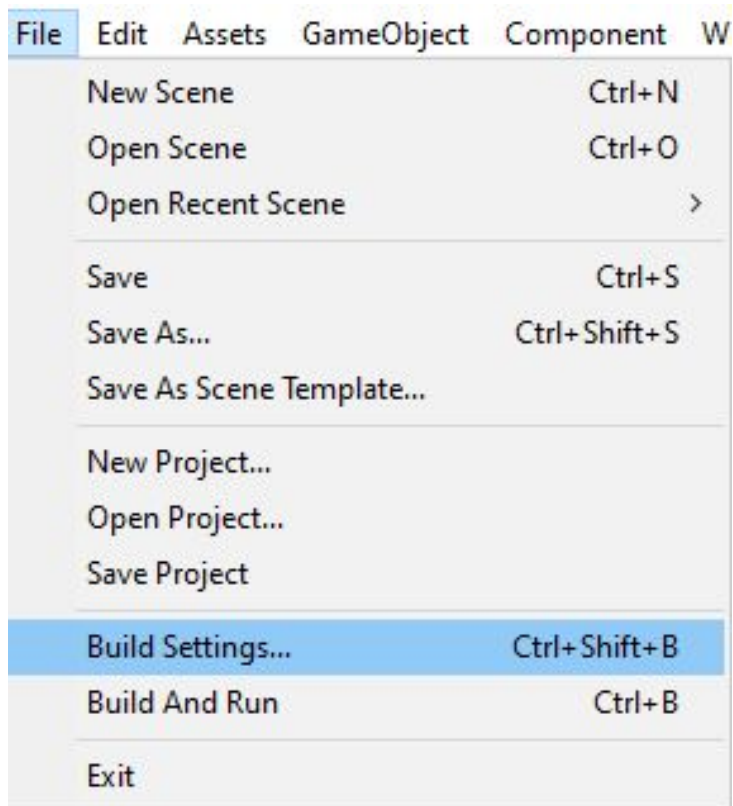 File Edit Assets GameObject Component W
New Scene Ctrl+N
Open Scene Ctrl+O
Open Recent Scene >
Save Ctrl+S
Save As... Ctrl+Shift+S
Save As Scene Template...
New Project...
Open Project...
Save Project
Build Settings... Ctrl+Shift+B
Build And Run Ctrl+B
Exit